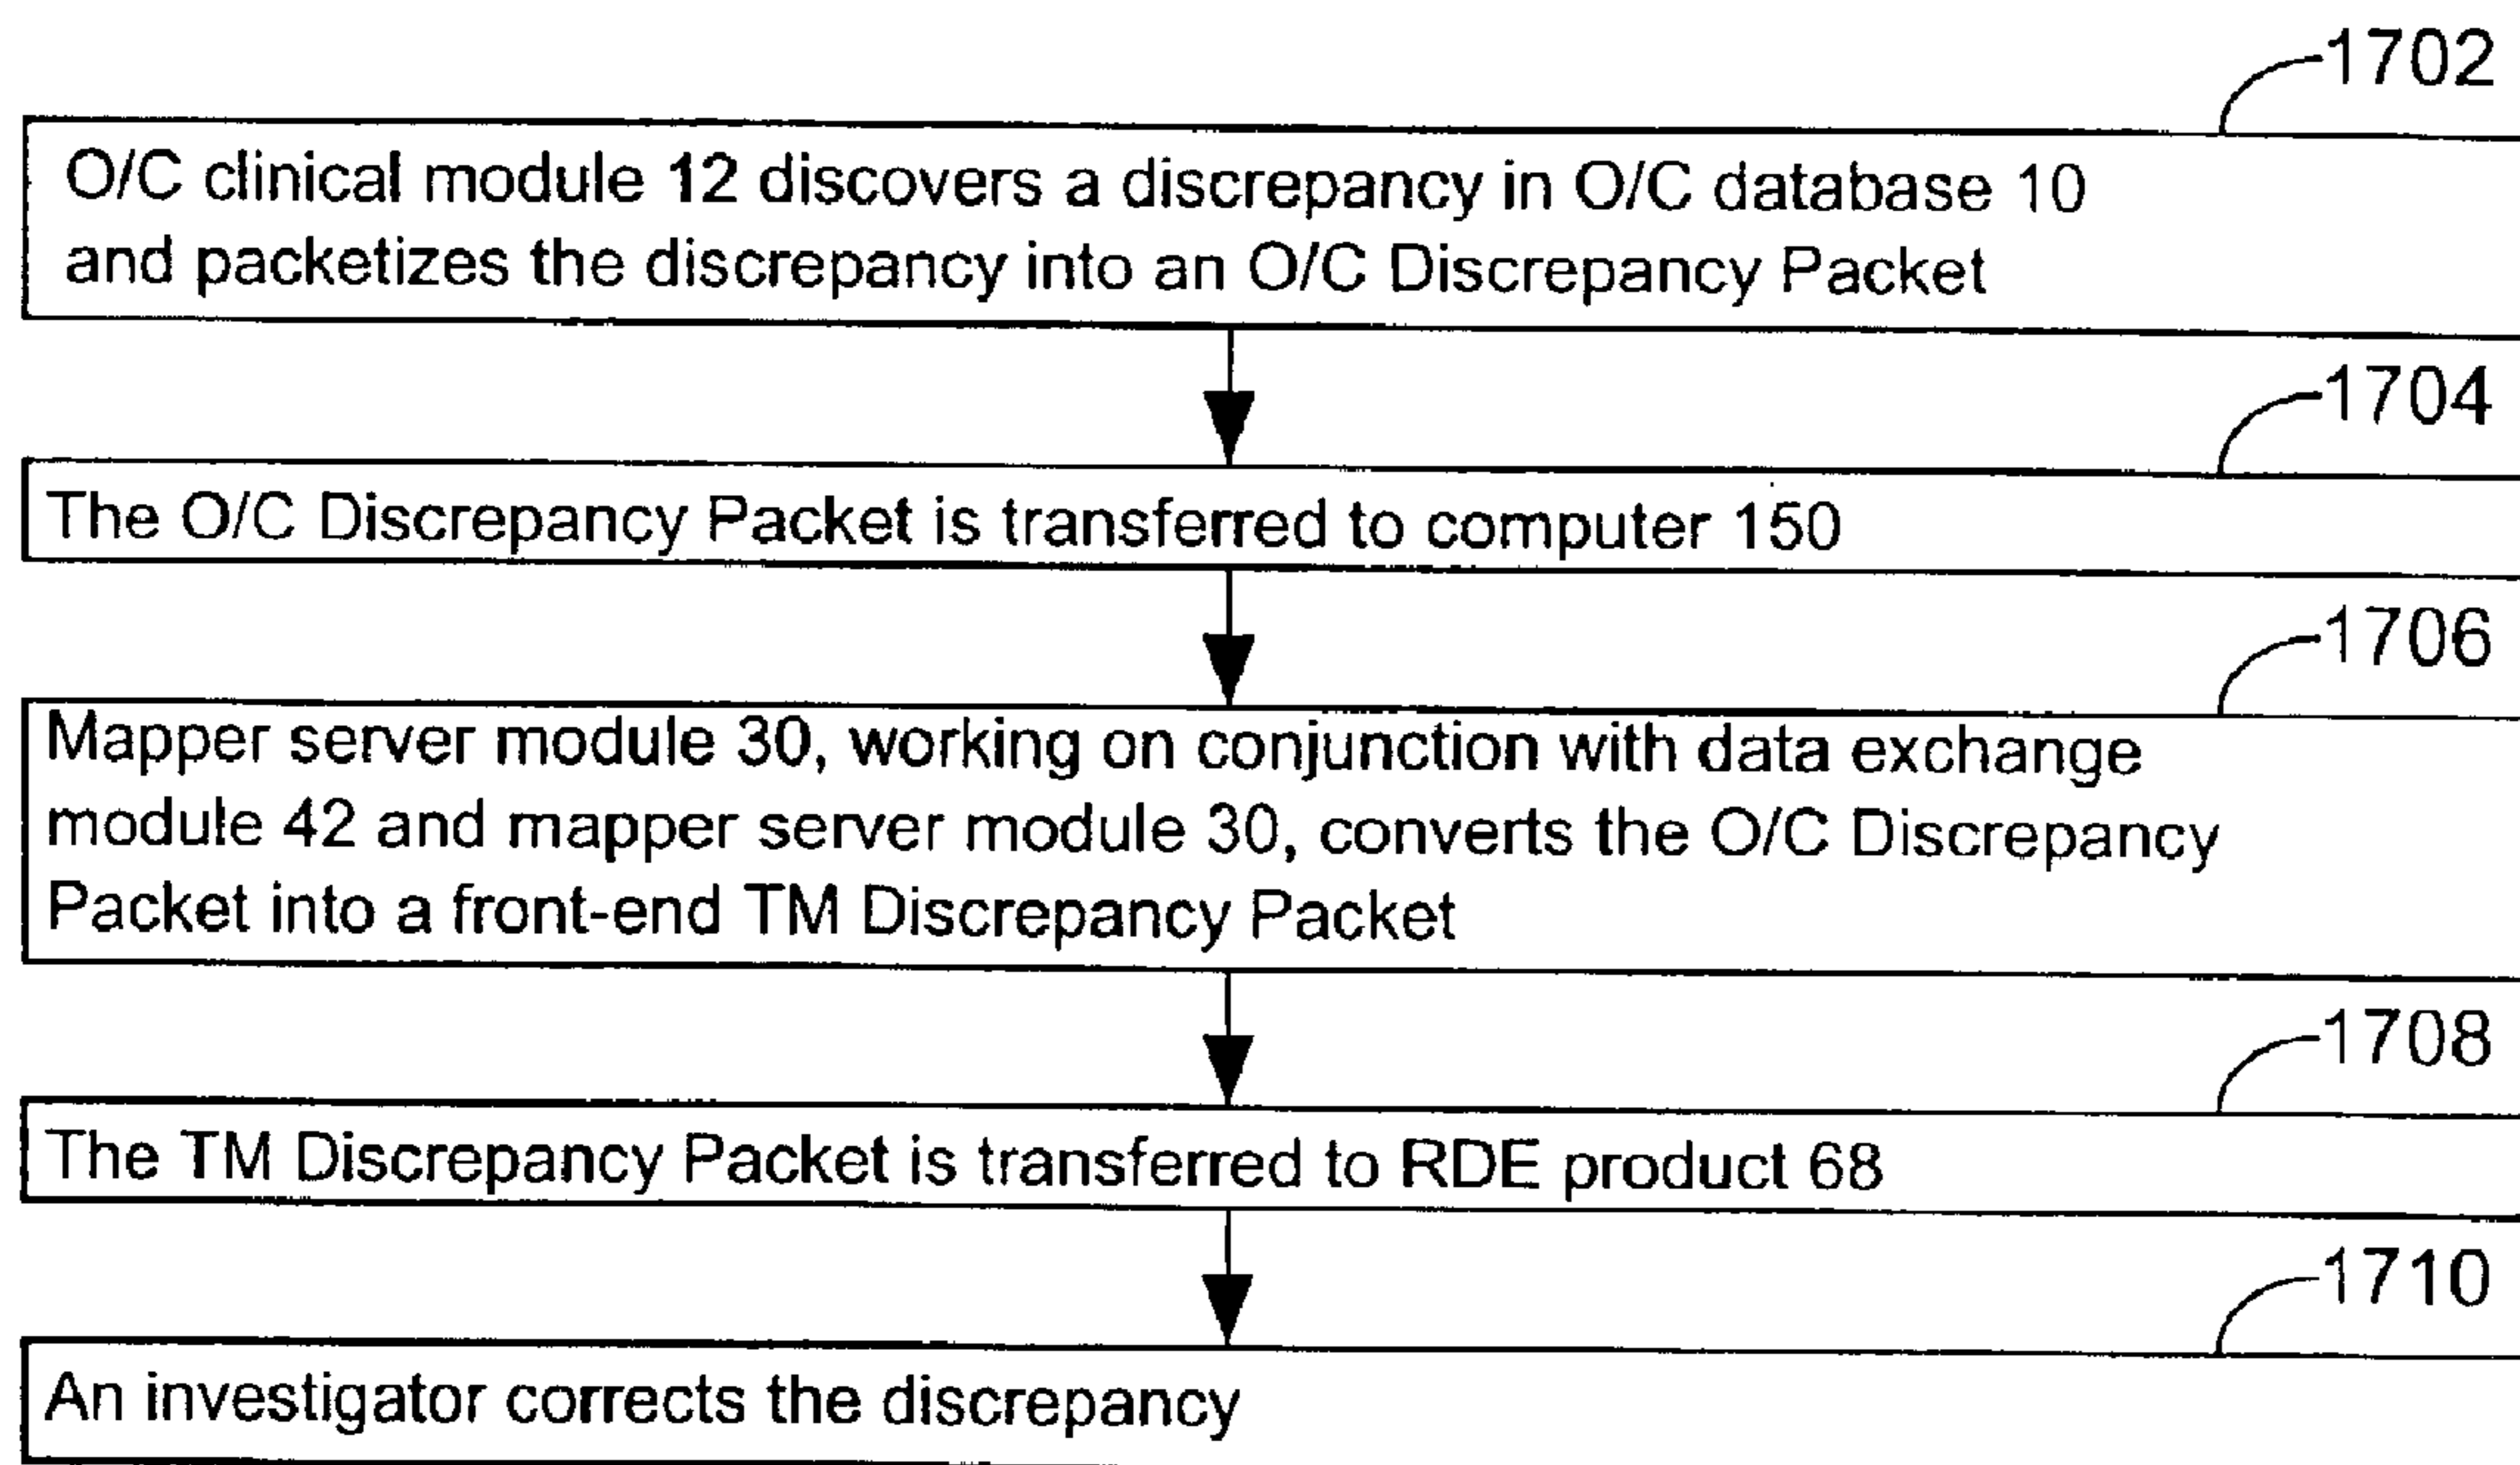 1702
O/C clinical module 12 discovers a discrepancy in O/C database 10
and packetizes the discrepancy into an O/C Discrepancy Packet
1704
The O/C Discrepancy Packet is transferred to computer 150
1706
Mapper server module 30, working on conjunction with data exchange
module 42 and mapper server module 30, converts the O/C Discrepancy
Packet into a front-end TM Discrepancy Packet
1708
The TM Discrepancy Packet is transferred to RDE product 68
1710
An investigator corrects the discrepancy